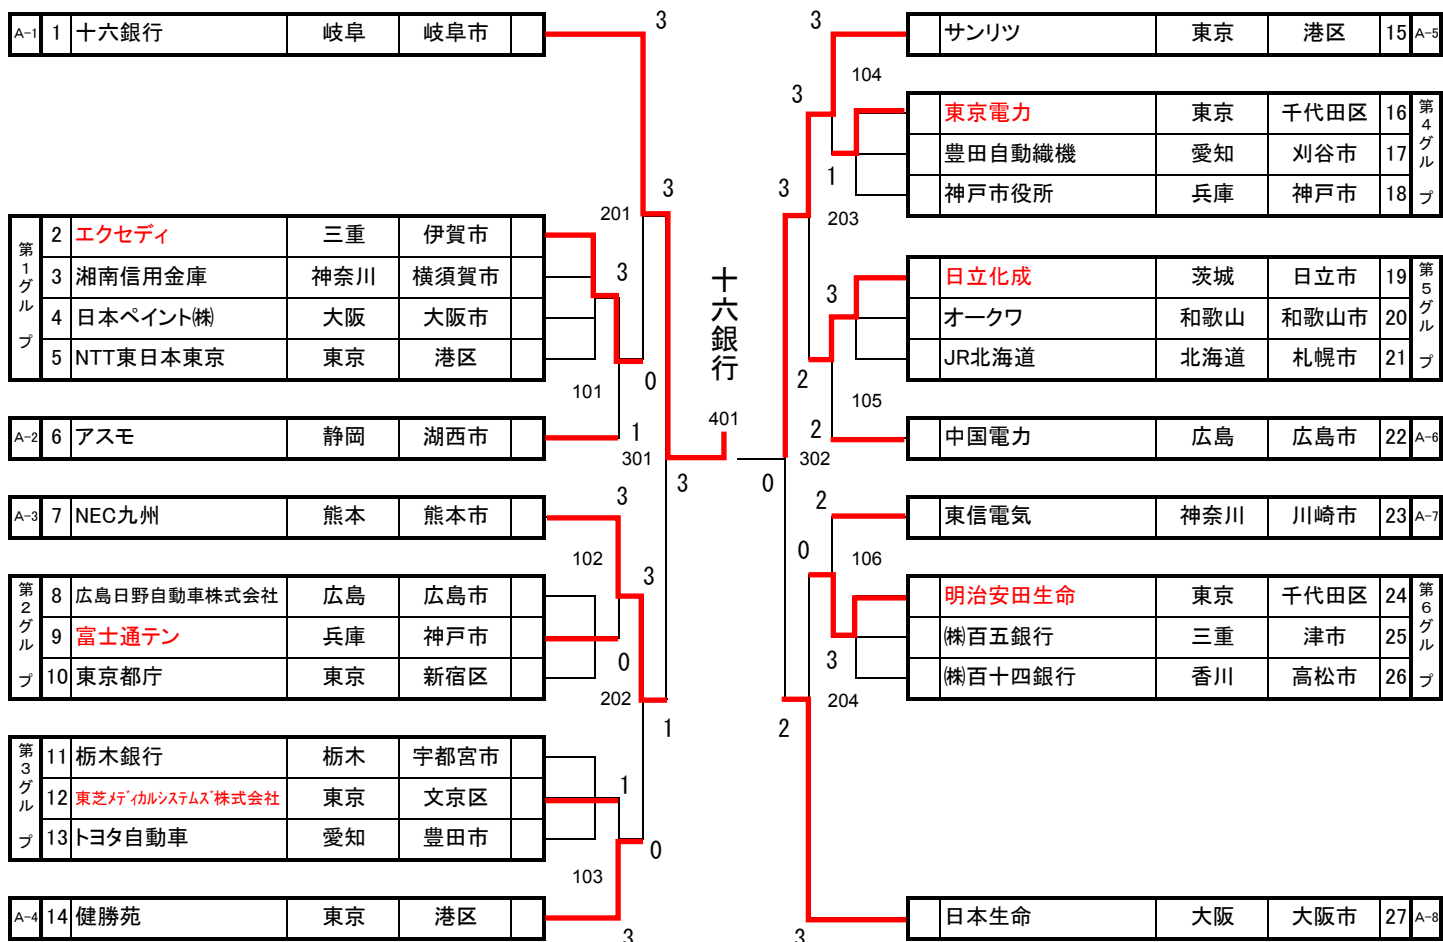 A-1 1 十六銀行 岐阜 岐阜市
3
3
サンリツ 東京 港区 15 A-5
104
3
東京電力 東京 千代田区 16
豊田自動織機 愛知 刈谷市 17
神戸市役所 兵庫 神戸市 18
第4グループ
1
3
3
201
203
第1グループ
2 エクセディ 三重 伊賀市
3 湘南信用金庫 神奈川 横須賀市
4 日本ペイント㈱ 大阪 大阪市
5 NTT東日本東京 東京 港区
3
十六銀行
3
日立化成 茨城 日立市 19
オークワ 和歌山 和歌山市 20
JR北海道 北海道 札幌市 21
第5グループ
101
0
2
105
A-2 6 アスモ 静岡 湖西市
1
401
2
中国電力 広島 広島市 22 A-6
301
302
3
0
A-3 7 NEC九州 熊本 熊本市
3
2
東信電気 神奈川 川崎市 23 A-7
102
3
0
106
第2グループ
8 広島日野自動車株式会社 広島 広島市
9 富士通テン 兵庫 神戸市
10 東京都庁 東京 新宿区
0
明治安田生命 東京 千代田区 24
㈱百五銀行 三重 津市 25
㈱百十四銀行 香川 高松市 26
第6グループ
3
202
204
1
2
第3グループ
11 栃木銀行 栃木 宇都宮市
12 東芝メディカルシステムズ株式会社 東京 文京区
13 トヨタ自動車 愛知 豊田市
1
0
103
A-4 14 健勝苑 東京 港区
3
3
日本生命 大阪 大阪市 27 A-8